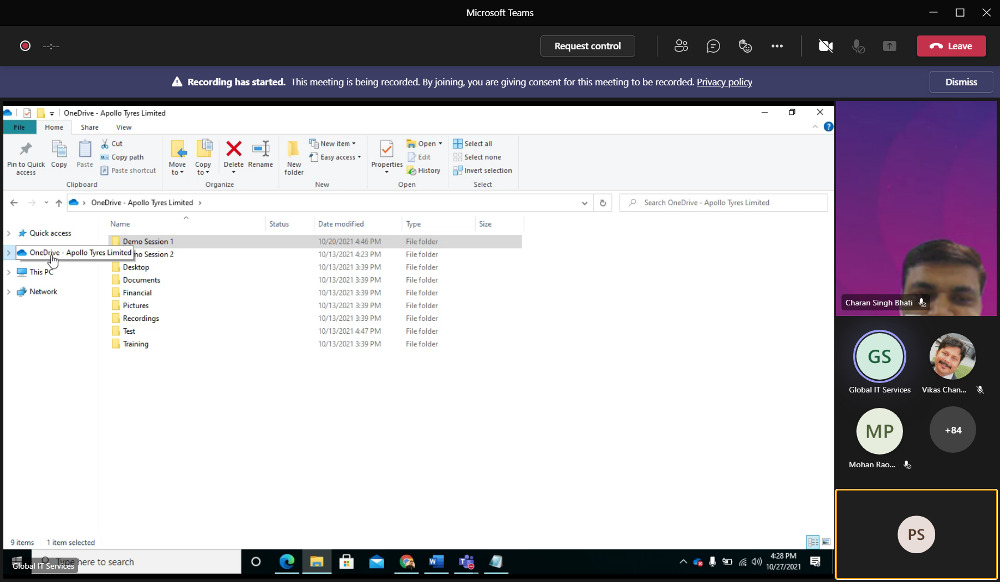 Microsoft Teams
--:--
Request control
Leave
Recording has started. This meeting is being recorded. By joining, you are giving consent for this meeting to be recorded. Privacy policy
Dismiss
OneDrive - Apollo Tyres Limited
File Home Share View
Pin to Quick access
Copy
Paste
Cut
Copy path
Paste shortcut
Clipboard
Move to
Copy to
Delete
Rename
Organize
New folder
New item
Easy access
New
Properties
Open
Edit
History
Open
Select all
Select none
Invert selection
Select
OneDrive - Apollo Tyres Limited
Search OneDrive - Apollo Tyres Limited
Quick access
OneDrive - Apollo Tyres Limited
This PC
Network
Name Status Date modified Type Size
Demo Session 1 10/20/2021 4:46 PM File folder
mo Session 2 10/13/2021 4:23 PM File folder
Desktop 10/13/2021 3:39 PM File folder
Documents 10/13/2021 3:39 PM File folder
Financial 10/13/2021 3:39 PM File folder
Pictures 10/13/2021 3:39 PM File folder
Recordings 10/13/2021 3:39 PM File folder
Test 10/13/2021 4:47 PM File folder
Training 10/13/2021 3:39 PM File folder
9 items 1 item selected
Type here to search
Global IT Services
4:28 PM
10/27/2021
Charan Singh Bhati
GS
Global IT Services
Vikas Chan...
MP
Mohan Rao...
+84
PS